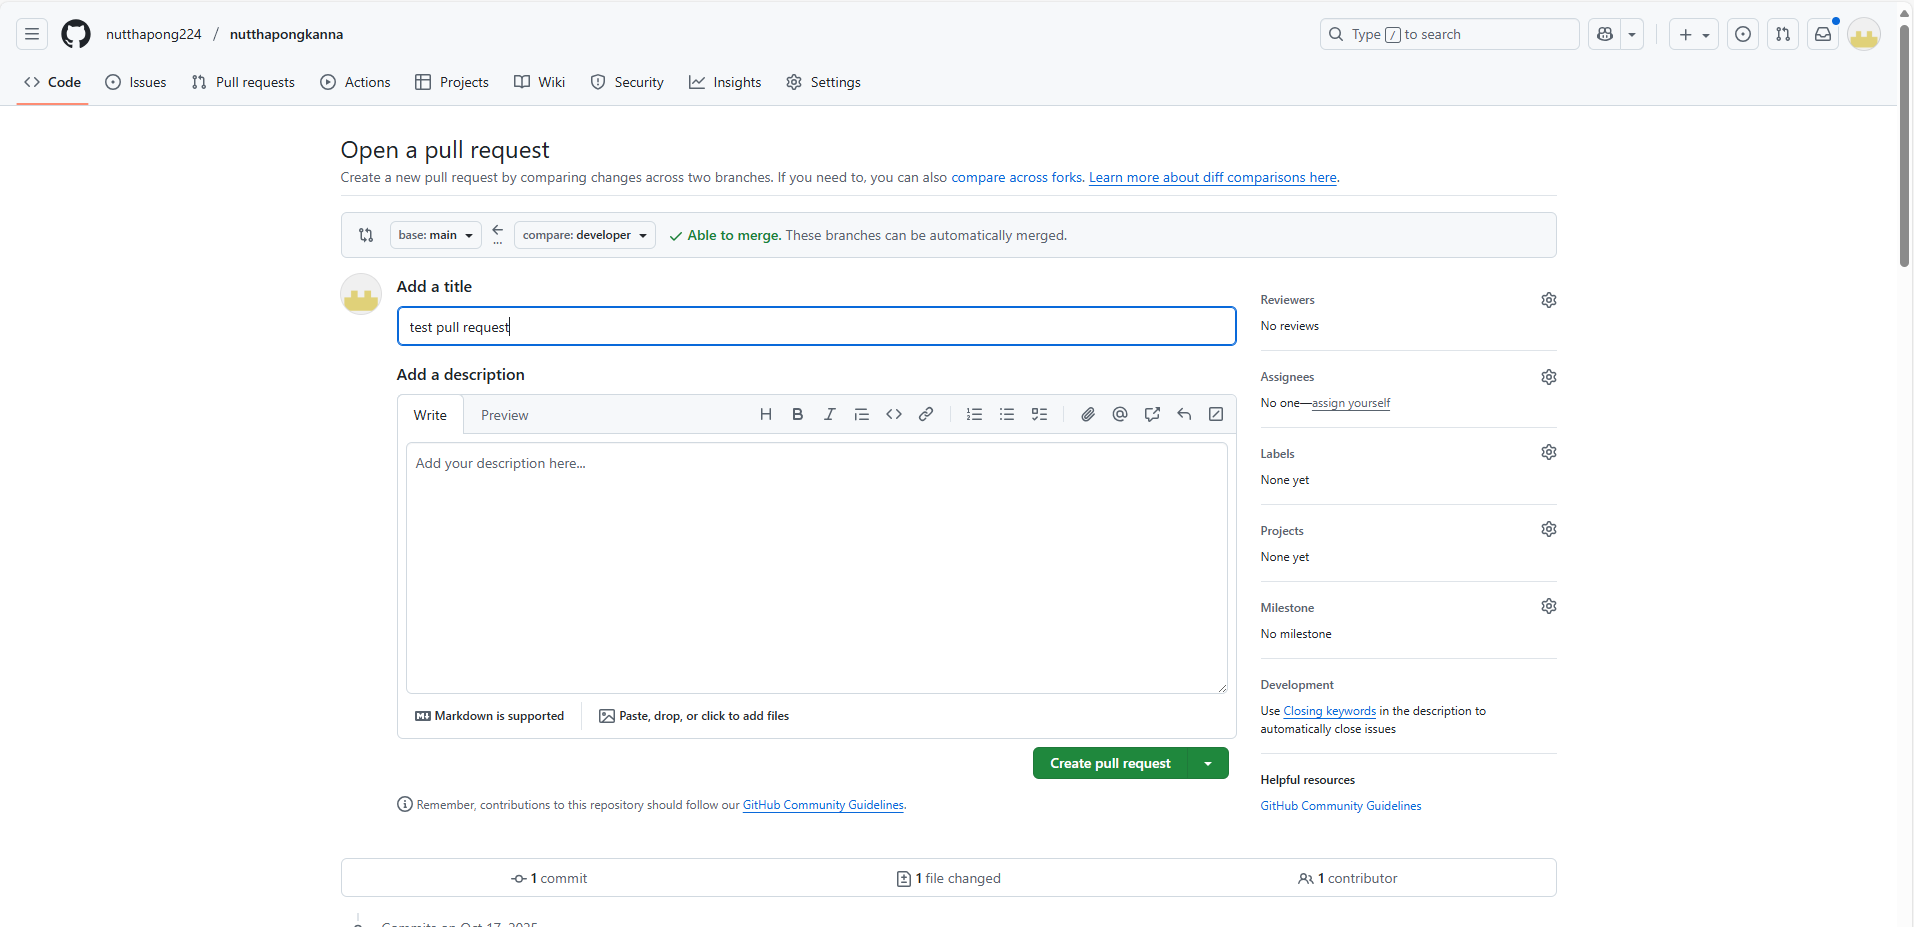 nutthapong224 / nutthapongkanna
Type / to search
Code Issues Pull requests Actions Projects Wiki Security Insights Settings
Open a pull request
Create a new pull request by comparing changes across two branches. If you need to, you can also compare across forks. Learn more about diff comparisons here.
base: main
compare: developer
Able to merge. These branches can be automatically merged.
Add a title
test pull request
Add a description
Write Preview
Add your description here...
Markdown is supported
Paste, drop, or click to add files
Create pull request
Remember, contributions to this repository should follow our GitHub Community Guidelines.
Reviewers
No reviews
Assignees
No one—assign yourself
Labels
None yet
Projects
None yet
Milestone
No milestone
Development
Use Closing keywords in the description to
automatically close issues
Helpful resources
GitHub Community Guidelines
1 commit
1 file changed
1 contributor
Commits on Oct 17, 2025